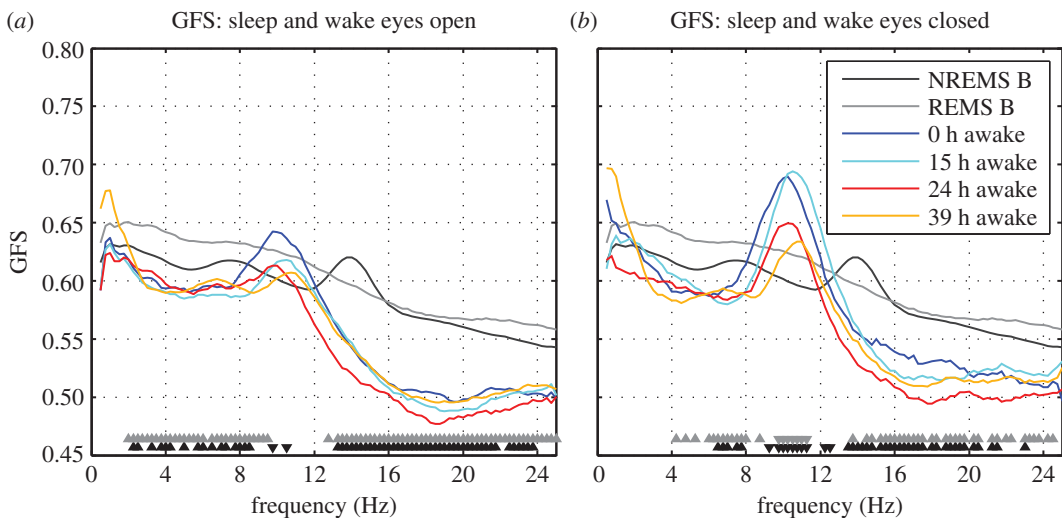 (a) GFS: sleep and wake eyes open
(b) GFS: sleep and wake eyes closed
GFS
0.80
0.75
0.70
0.65
0.60
0.55
0.50
0.45
0 4 8 12 16 20 24
frequency (Hz)
NREMS B
REMS B
0 h awake
15 h awake
24 h awake
39 h awake
0 4 8 12 16 20 24
frequency (Hz)